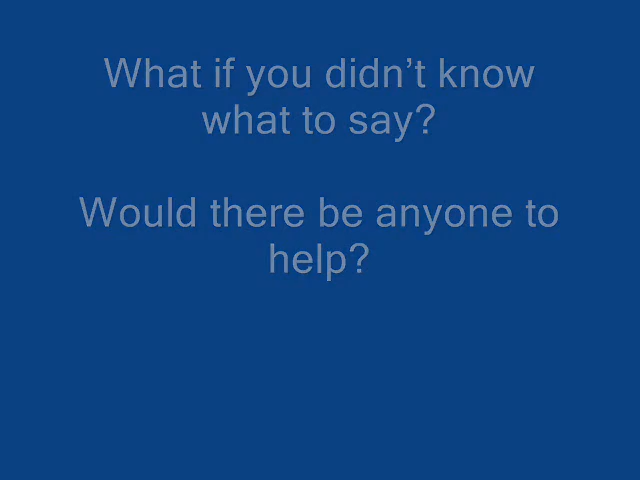 What if you didn’t know
what to say?
Would there be anyone to
help?